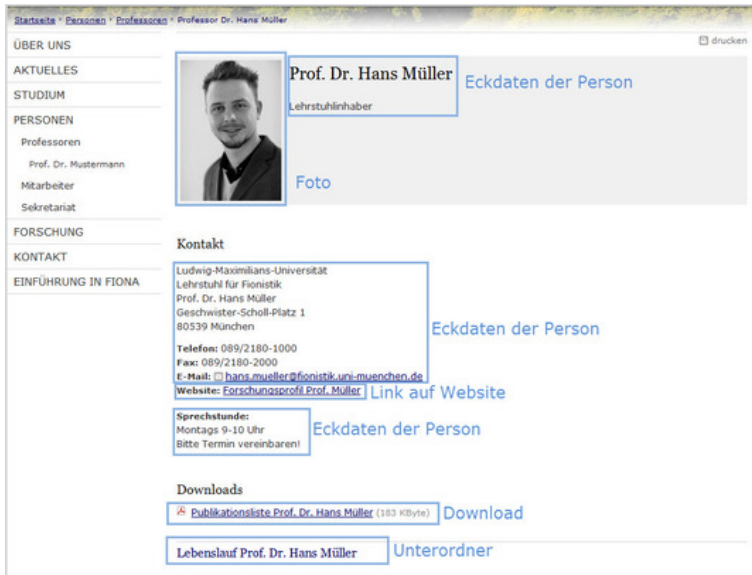 Startseite * Personen * Professoren * Professor Dr. Hans Müller
drucken
ÜBER UNS
AKTUELLES
STUDIUM
PERSONEN
Professoren
Prof. Dr. Mustermann
Mitarbeiter
Sekretariat
FORSCHUNG
KONTAKT
EINFÜHRUNG IN FIONA
Prof. Dr. Hans Müller
Eckdaten der Person
Lehrstuhlinhaber
Foto
Kontakt
Ludwig-Maximilians-Universität
Lehrstuhl für Fionistik
Prof. Dr. Hans Müller
Geschwister-Scholl-Platz 1
80539 München
Eckdaten der Person
Telefon: 089/2180-1000
Fax: 089/2180-2000
E-Mail: hans.mueller@fionistik.uni-muenchen.de
Website: Forschungsprofil Prof. Müller Link auf Website
Sprechstunde:
Montags 9-10 Uhr Eckdaten der Person
Bitte Termin vereinbaren!
Downloads
Publikationsliste Prof. Dr. Hans Müller (183 KByte) Download
Lebenslauf Prof. Dr. Hans Müller Unterordner